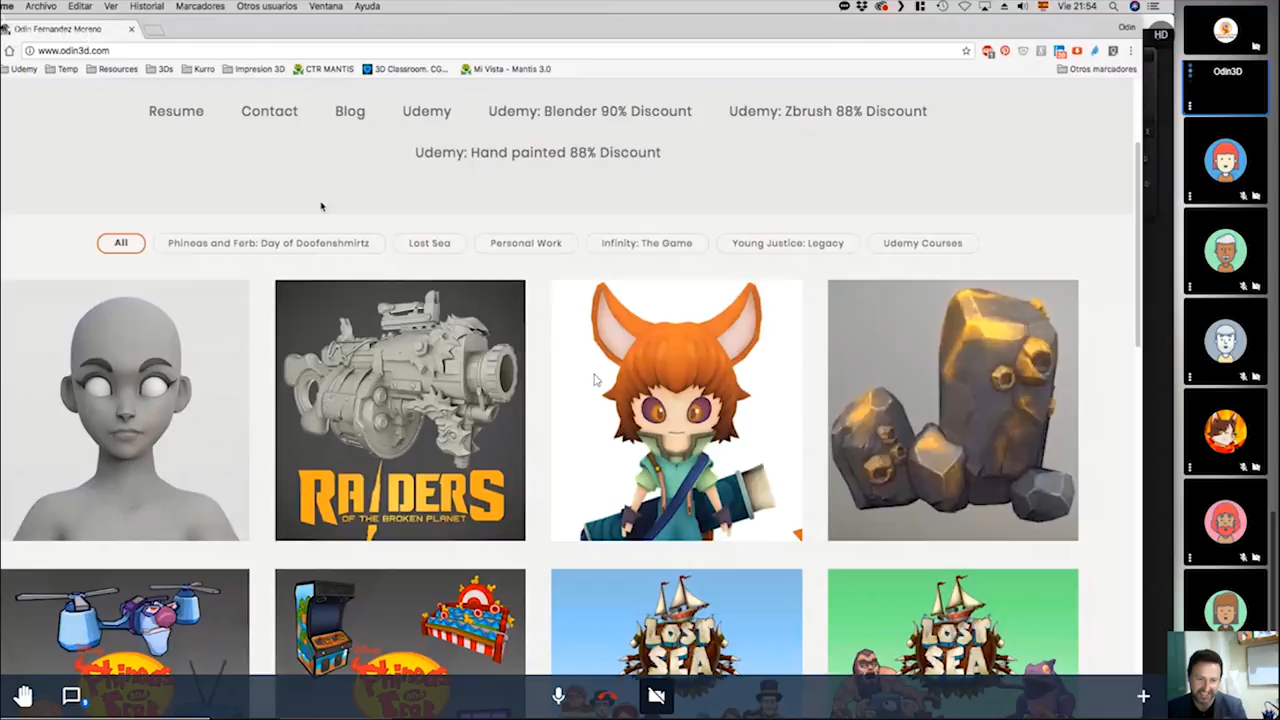 me Archivo Editar Ver Historial Marcadores Otros usuarios Ventana Ayuda Vie 21:54
Odin Fernandez Moreno Odin
www.odin3d.com
Udemy Temp Resources 3Ds Kurro Impresion 3D CTR MANTIS 3D Classroom. CG... Mi Vista - Mantis 3.0 Otros marcadores
HD
Odin3D
Resume Contact Blog Udemy Udemy: Blender 90% Discount Udemy: Zbrush 88% Discount
Udemy: Hand painted 88% Discount
All Phineas and Ferb: Day of Doofenshmirtz Lost Sea Personal Work Infinity: The Game Young Justice: Legacy Udemy Courses
RAIDERS
OF THE BROKEN PLANET
LOST
SEA
LOST
SEA